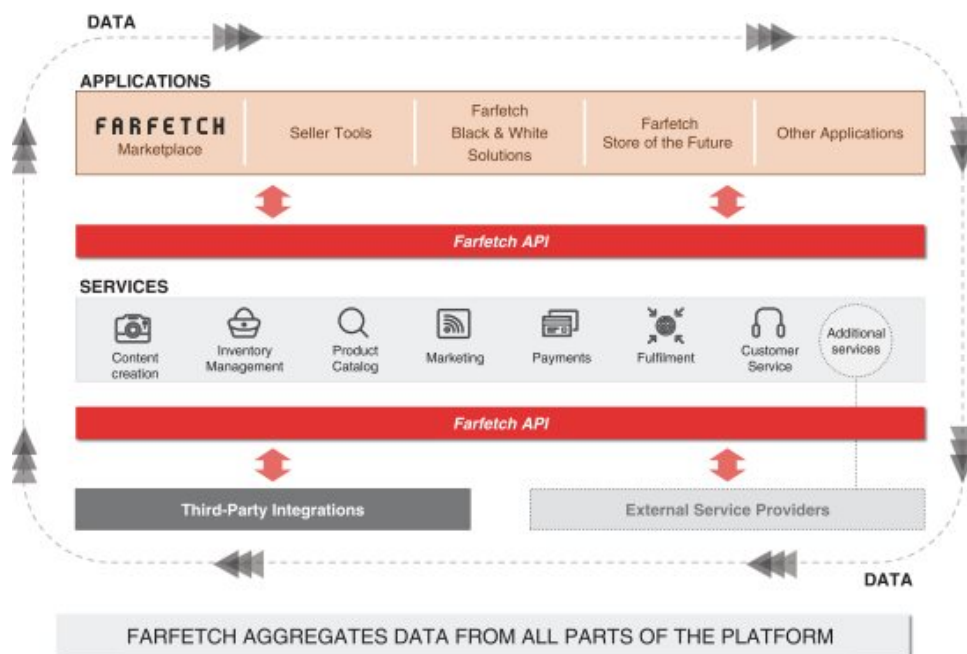 DATA
APPLICATIONS
FARFETCH
Marketplace
Seller Tools
Farfetch
Black & White
Solutions
Farfetch
Store of the Future
Other Applications
Farfetch API
SERVICES
Content
creation
Inventory
Management
Product
Catalog
Marketing
Payments
Fulfilment
Customer
Service
Additional
services
Farfetch API
Third-Party Integrations
External Service Providers
DATA
FARFETCH AGGREGATES DATA FROM ALL PARTS OF THE PLATFORM